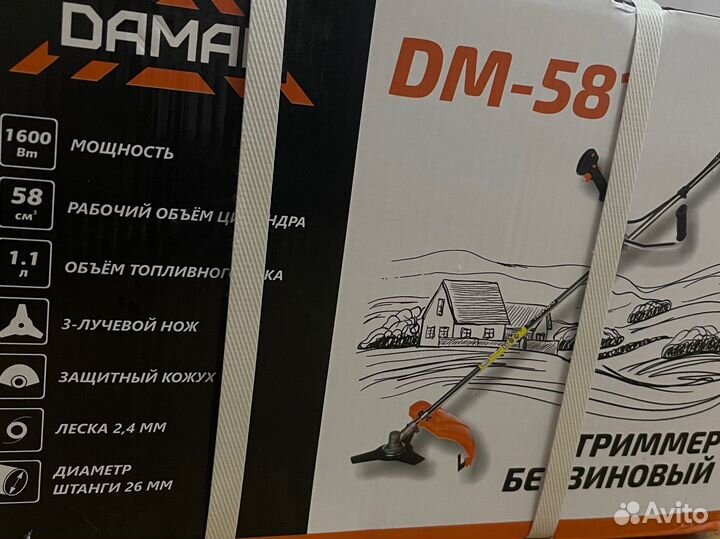 DAMA
DM-58
1600
Вт
МОЩНОСТЬ
58
см³
РАБОЧИЙ ОБЪЁМ Ц НДРА
1.1
л
ОБЪЁМ ТОПЛИВНОГ КА
3-ЛУЧЕВОЙ НОЖ
ЗАЩИТНЫЙ КОЖУХ
ЛЕСКА 2,4 ММ
ДИАМЕТР
ШТАНГИ 26 ММ
ТРИММЕР
БЕ ЗИНОВЫЙ
Avito